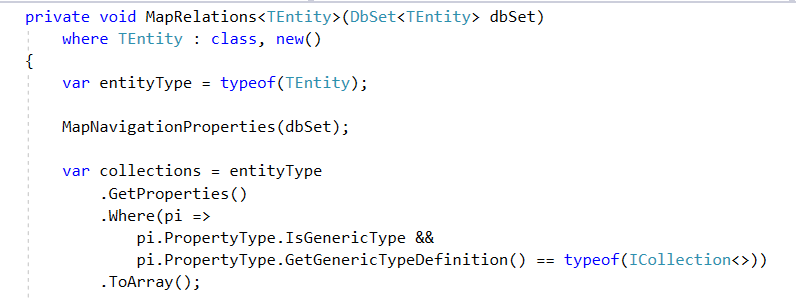 private void MapRelations<TEntity>(DbSet<TEntity> dbSet)
    where TEntity : class, new()
{
    var entityType = typeof(TEntity);

    MapNavigationProperties(dbSet);

    var collections = entityType
        .GetProperties()
        .Where(pi =>
            pi.PropertyType.IsGenericType &&
            pi.PropertyType.GetGenericTypeDefinition() == typeof(ICollection<>))
        .ToArray();